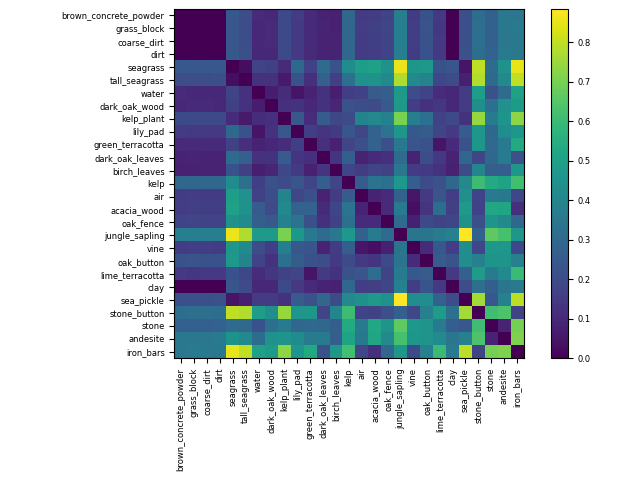 brown_concrete_powder
grass_block
coarse_dirt
dirt
seagrass
tall_seagrass
water
dark_oak_wood
kelp_plant
lily_pad
green_terracotta
dark_oak_leaves
birch_leaves
kelp
air
acacia_wood
oak_fence
jungle_sapling
vine
oak_button
lime_terracotta
clay
sea_pickle
stone_button
stone
andesite
iron_bars
brown_concrete_powder
grass_block
coarse_dirt
dirt
seagrass
tall_seagrass
water
dark_oak_wood
kelp_plant
lily_pad
green_terracotta
dark_oak_leaves
birch_leaves
kelp
air
acacia_wood
oak_fence
jungle_sapling
vine
oak_button
lime_terracotta
clay
sea_pickle
stone_button
stone
andesite
iron_bars
0.8
0.7
0.6
0.5
0.4
0.3
0.2
0.1
0.0